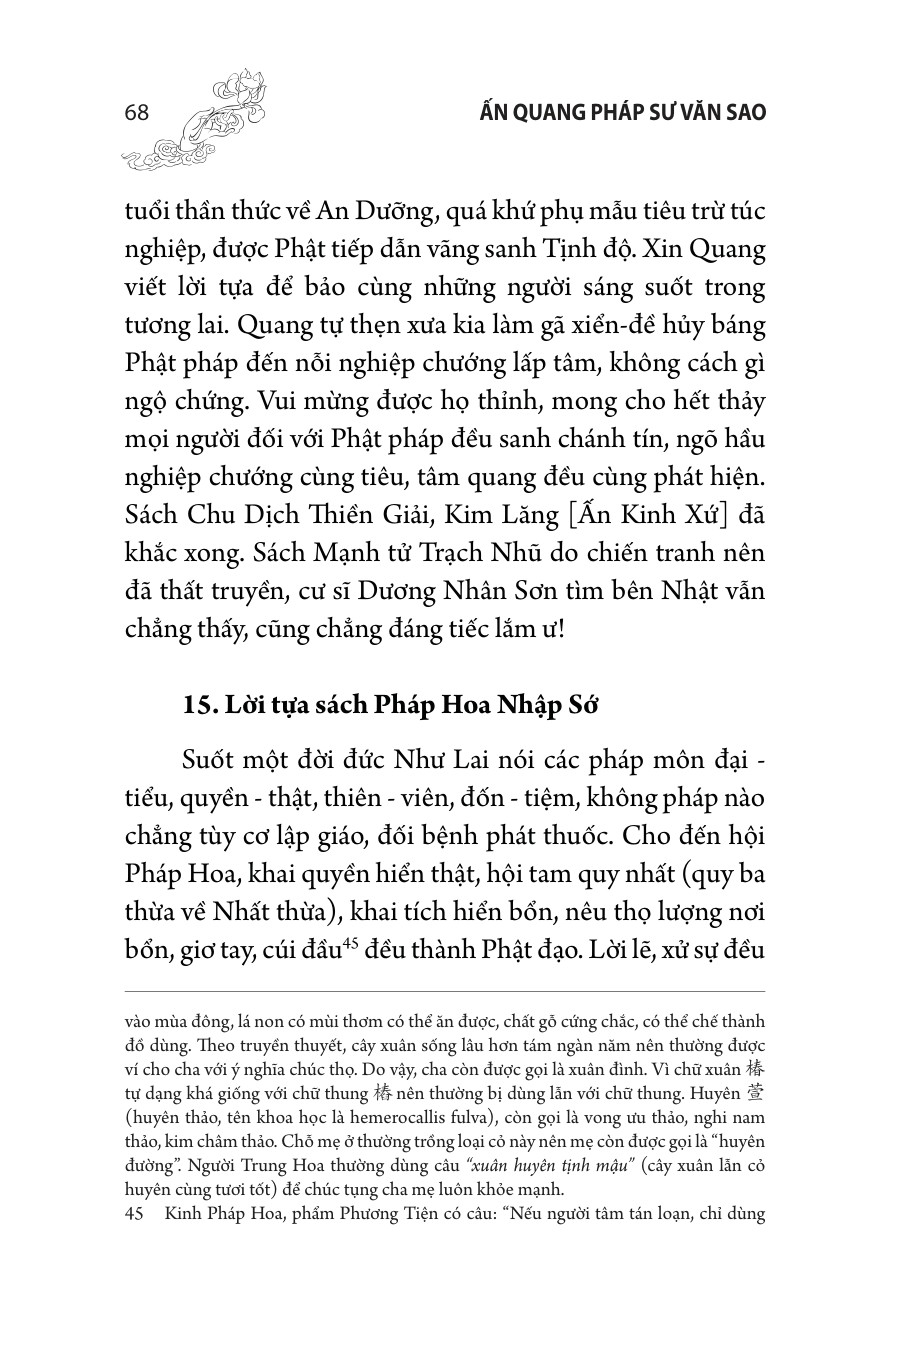 68
ẤN QUANG PHÁP SƯ VĂN SAO
tuổi thần thức về An Dưỡng, quá khứ phụ mẫu tiêu trừ túc
nghiệp, được Phật tiếp dẫn vãng sanh Tịnh độ. Xin Quang
viết lời tựa để bảo cùng những người sáng suốt trong
tương lai. Quang tự thẹn xưa kia làm gã xiển-đề hủy báng
Phật pháp đến nỗi nghiệp chướng lấp tâm, không cách gì
ngộ chứng. Vui mừng được họ thỉnh, mong cho hết thảy
mọi người đối với Phật pháp đều sanh chánh tín, ngõ hầu
nghiệp chướng cùng tiêu, tâm quang đều cùng phát hiện.
Sách Chu Dịch Thiền Giải, Kim Lăng [Ấn Kinh Xứ] đã
khắc xong. Sách Mạnh tử Trạch Nhũ do chiến tranh nên
đã thất truyền, cư sĩ Dương Nhân Sơn tìm bên Nhật vẫn
chẳng thấy, cũng chẳng đáng tiếc lắm ư!
15. Lời tựa sách Pháp Hoa Nhập Sớ
Suốt một đời đức Như Lai nói các pháp môn đại -
tiểu, quyền - thật, thiên - viên, đốn - tiệm, không pháp nào
chẳng tùy cơ lập giáo, đối bệnh phát thuốc. Cho đến hội
Pháp Hoa, khai quyền hiển thật, hội tam quy nhất (quy ba
thừa về Nhất thừa), khai tích hiển bổn, nêu thọ lượng nơi
bổn, giơ tay, cúi đầu45 đều thành Phật đạo. Lời lẽ, xử sự đều
vào mùa đông, lá non có mùi thơm có thể ăn được, chất gỗ cứng chắc, có thể chế thành
đồ dùng. Theo truyền thuyết, cây xuân sống lâu hơn tám ngàn năm nên thường được
ví cho cha với ý nghĩa chúc thọ. Do vậy, cha còn được gọi là xuân đình. Vì chữ xuân 椿
tự dạng khá giống với chữ thung 樁 nên thường bị dùng lẫn với chữ thung. Huyên 萱
(huyên thảo, tên khoa học là hemerocallis fulva), còn gọi là vong ưu thảo, nghi nam
thảo, kim châm thảo. Chỗ mẹ ở thường trồng loại cỏ này nên mẹ còn được gọi là “huyên
đường”. Người Trung Hoa thường dùng câu “xuân huyên tịnh mậu” (cây xuân lẫn cỏ
huyên cùng tươi tốt) để chúc tụng cha mẹ luôn khỏe mạnh.
45 Kinh Pháp Hoa, phẩm Phương Tiện có câu: “Nếu người tâm tán loạn, chỉ dùng